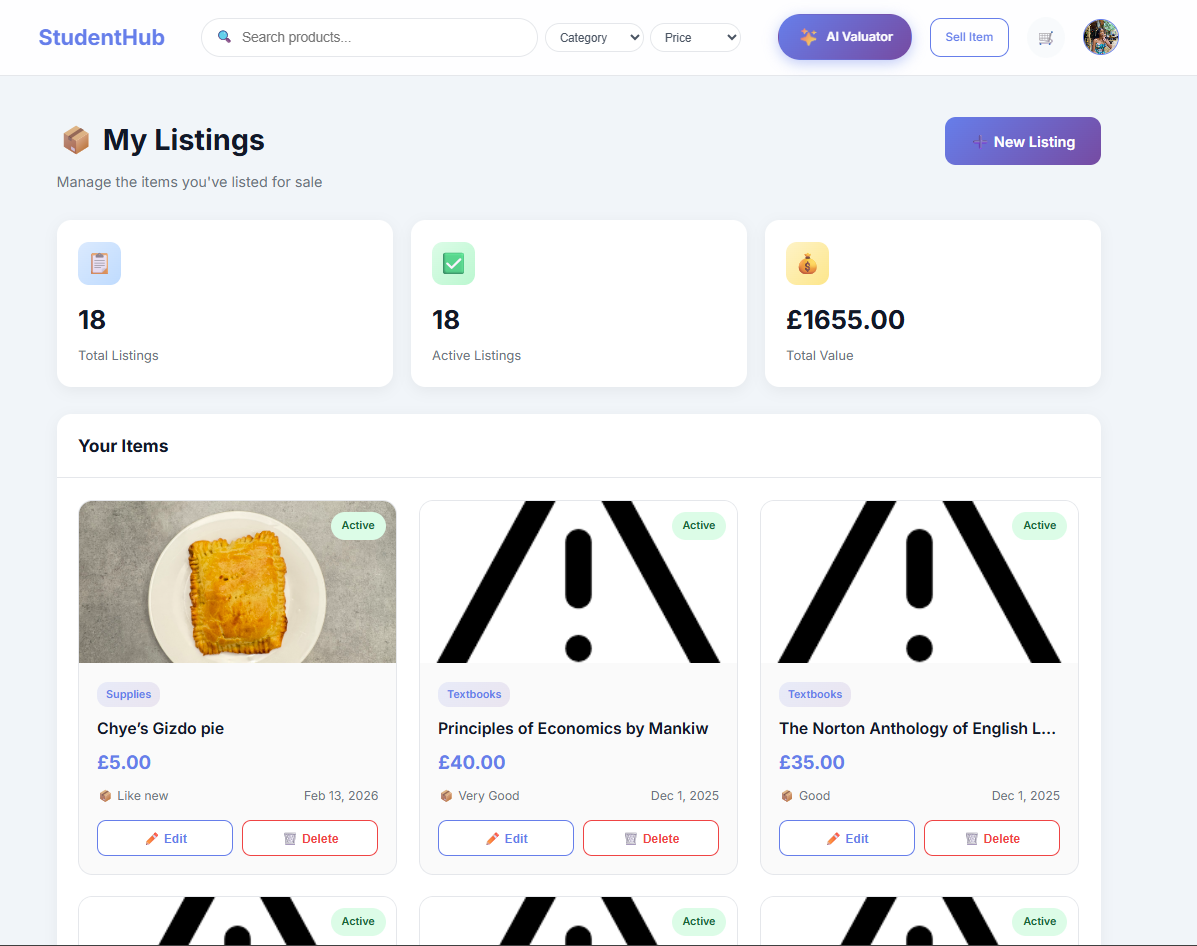 StudentHub
Search products...
Category
Price
AI Valuator
Sell Item
My Listings
New Listing
Manage the items you've listed for sale
18
Total Listings
18
Active Listings
£1655.00
Total Value
Your Items
Active
Active
Active
Supplies
Textbooks
Textbooks
Chye’s Gizdo pie
Principles of Economics by Mankiw
The Norton Anthology of English L...
£5.00
£40.00
£35.00
Like new
Feb 13, 2026
Very Good
Dec 1, 2025
Good
Dec 1, 2025
Edit
Delete
Edit
Delete
Edit
Delete
Active
Active
Active